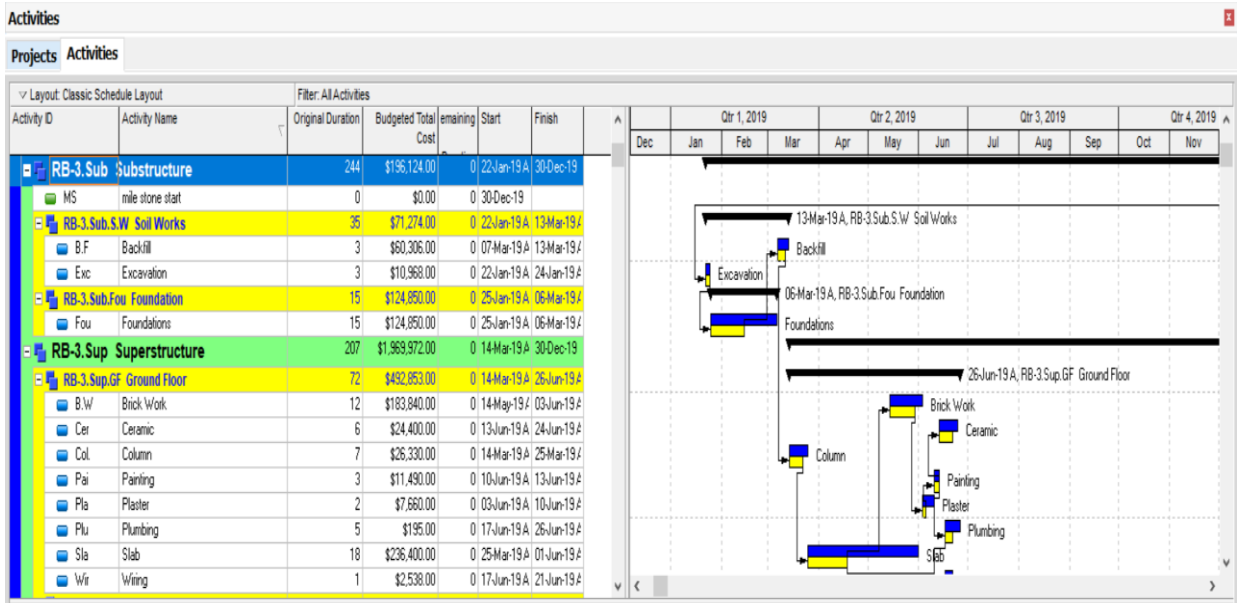 Activities
Projects Activities
Layout: Classic Schedule Layout Filter: All Activities
Activity ID Activity Name Original Duration Budgeted Total Cost emaining Start Finish
Qtr 1, 2019 Qtr 2, 2019 Qtr 3, 2019 Qtr 4, 2019
Dec Jan Feb Mar Apr May Jun Jul Aug Sep Oct Nov
RB-3.Sub Substructure 244 $196,124.00 0 22-Jan-19 A 30-Dec-19
MS mile stone start 0 $0.00 0 30-Dec-19
RB-3.Sub.S.W Soil Works 35 $71,274.00 0 22-Jan-19 A 13-Mar-19 A
13-Mar-19 A, RB-3.Sub.S.W Soil Works
B.F Backfill 3 $60,306.00 0 07-Mar-19 A 13-Mar-19 A
Backfill
Exc Excavation 3 $10,968.00 0 22-Jan-19 A 24-Jan-19 A
Excavation
RB-3.Sub.Fou Foundation 15 $124,850.00 0 25-Jan-19 A 06-Mar-19 A
06-Mar-19 A, RB-3.Sub.Fou Foundation
Fou Foundations 15 $124,850.00 0 25-Jan-19 A 06-Mar-19 A
Foundations
RB-3.Sup Superstructure 207 $1,969,972.00 0 14-Mar-19 A 30-Dec-19
RB-3.Sup.GF Ground Floor 72 $492,853.00 0 14-Mar-19 A 26-Jun-19 A
26-Jun-19 A, RB-3.Sup.GF Ground Floor
B.W Brick Work 12 $183,840.00 0 14-May-19 A 03-Jun-19 A
Brick Work
Cer Ceramic 6 $24,400.00 0 13-Jun-19 A 24-Jun-19 A
Ceramic
Col. Column 7 $26,330.00 0 14-Mar-19 A 25-Mar-19 A
Column
Pai Painting 3 $11,490.00 0 10-Jun-19 A 13-Jun-19 A
Painting
Pla Plaster 2 $7,660.00 0 03-Jun-19 A 10-Jun-19 A
Plaster
Plu Plumbing 5 $195.00 0 17-Jun-19 A 26-Jun-19 A
Plumbing
Sla Slab 18 $236,400.00 0 25-Mar-19 A 01-Jun-19 A
Slab
Wir Wiring 1 $2,538.00 0 17-Jun-19 A 21-Jun-19 A